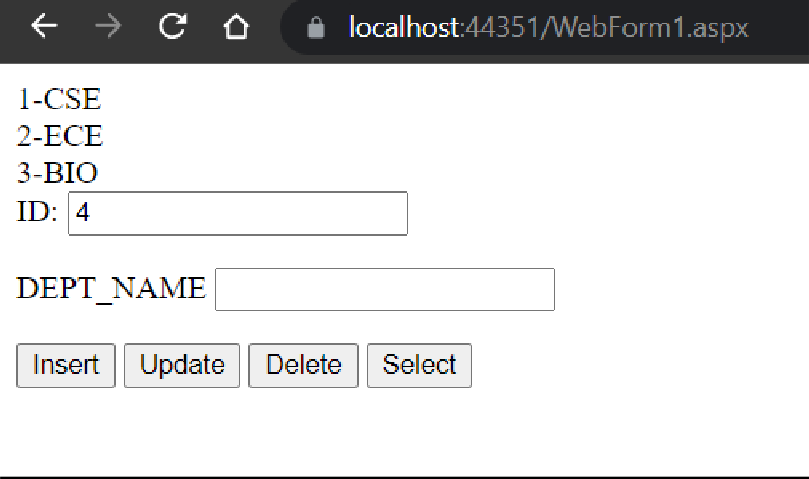 localhost:44351/WebForm1.aspx
1-CSE
2-ECE
3-BIO
ID: 4
DEPT_NAME
Insert Update Delete Select